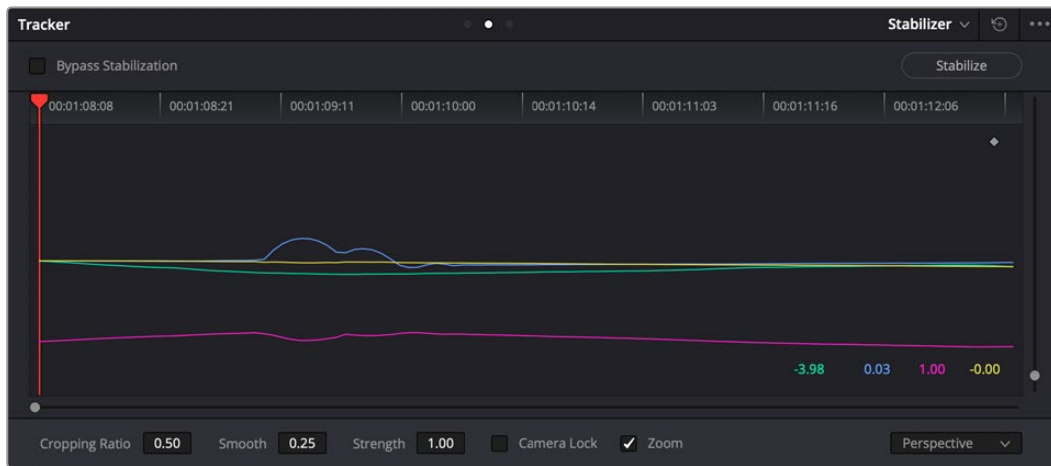 Tracker Stabilizer
Bypass Stabilization Stabilize
00:01:08:08 00:01:08:21 00:01:09:11 00:01:10:00 00:01:10:14 00:01:11:03 00:01:11:16 00:01:12:06
-3.98 0.03 1.00 -0.00
Cropping Ratio 0.50 Smooth 0.25 Strength 1.00 Camera Lock Zoom Perspective